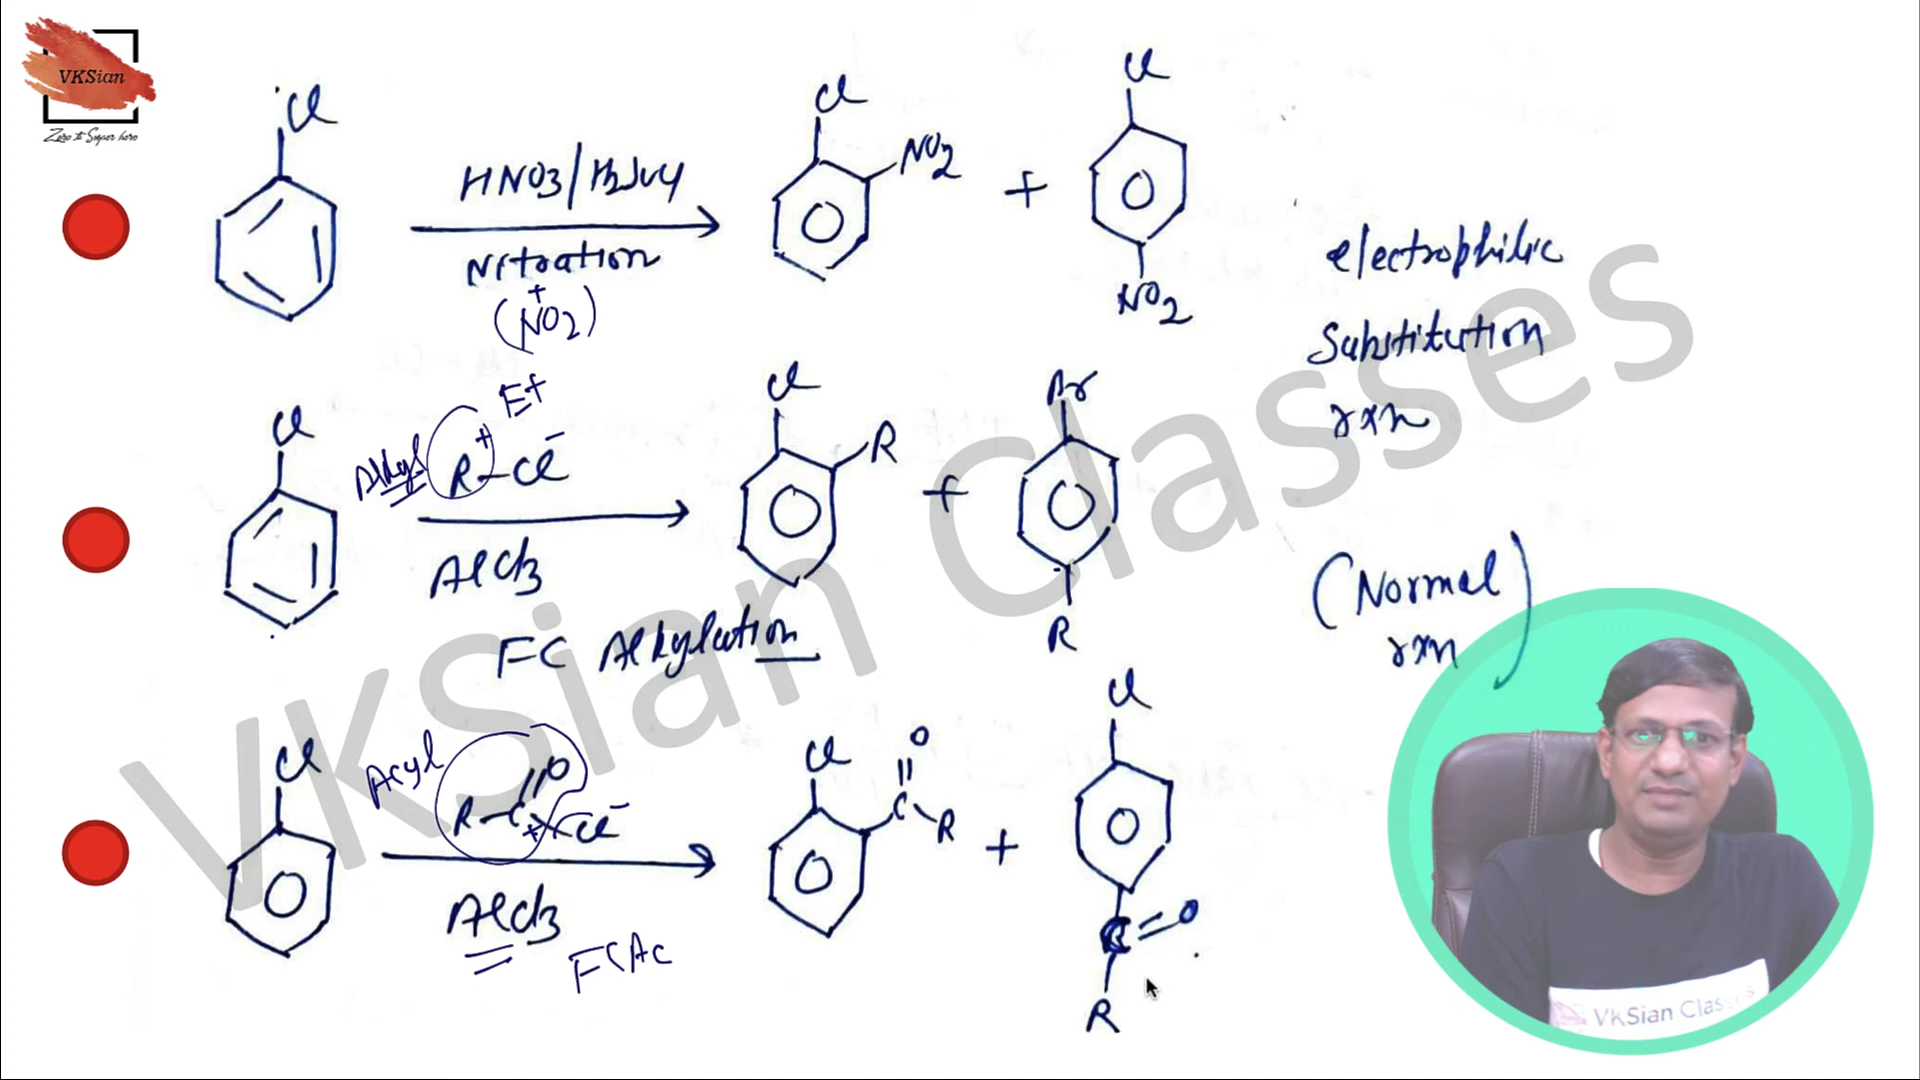 VKSian
Zero to Super hero
Cl
HNO3/H2SO4
Nitration
+
(NO2)
Cl
NO2
+
Cl
NO2
electrophilic
Substitution
rxn
(Normal
rxn)
Cl
Alkyl
R+–Cl-
E+
AlCl3
FC Alkylation
Cl
R
+
Br
R
Cl
Acyl
R–C=O
+ Cl-
AlCl3
FCAc
Cl
O
C
R
+
Cl
C=O
R
VKSian Classes
VKSian Classes